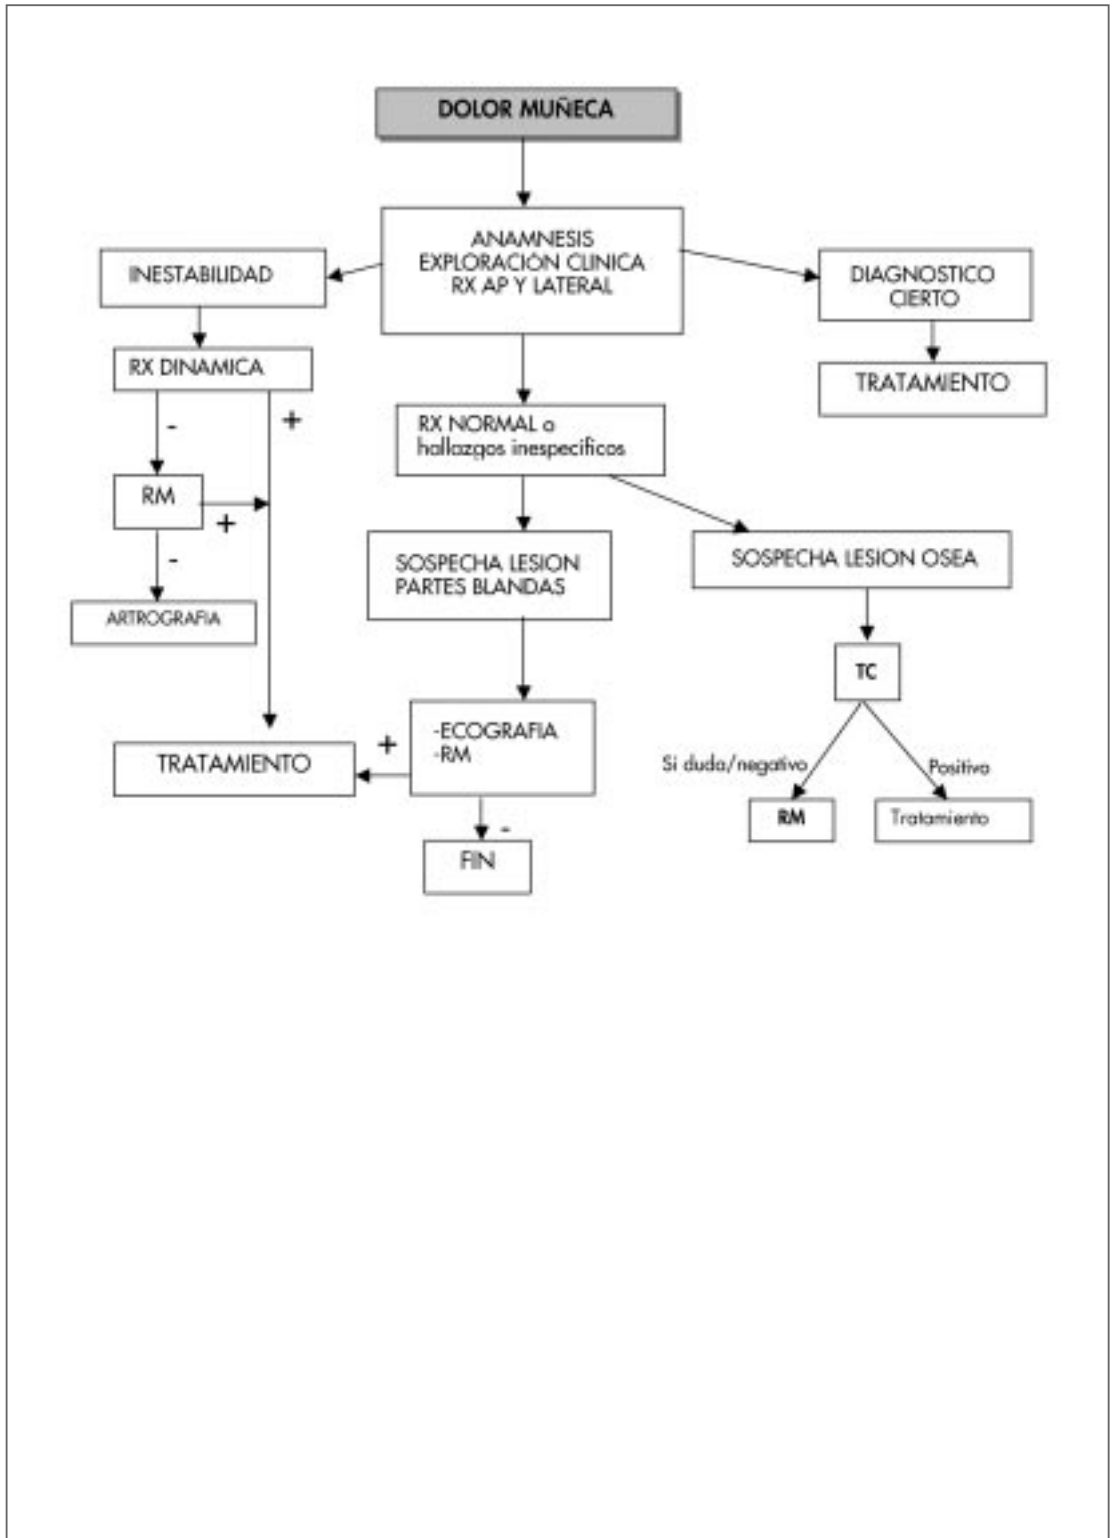 DOLOR MUÑECA
ANAMNESIS
EXPLORACIÓN CLINICA
RX AP Y LATERAL
INESTABILIDAD
DIAGNOSTICO
CIERTO
RX DINAMICA
TRATAMIENTO
-
+
RX NORMAL o
hallazgos inespecíficos
RM
+
-
SOSPECHA LESION
PARTES BLANDAS
SOSPECHA LESION OSEA
ARTROGRAFIA
TC
-ECOGRAFIA
-RM
+
TRATAMIENTO
Si duda/negativo
Positivo
-
RM
Tratamiento
FIN